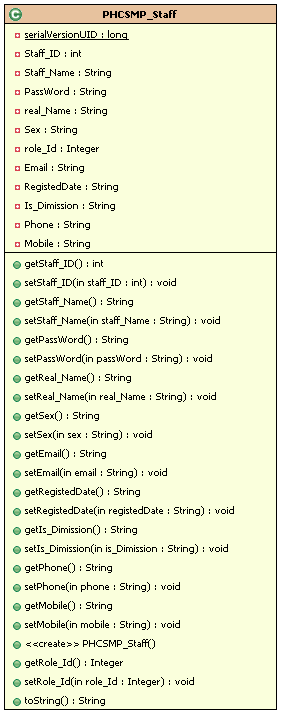 PHCSMP_Staff
serialVersionUID : long
Staff_ID : int
Staff_Name : String
PassWord : String
real_Name : String
Sex : String
role_Id : Integer
Email : String
RegistedDate : String
Is_Dimission : String
Phone : String
Mobile : String
getStaff_ID() : int
setStaff_ID(in staff_ID : int) : void
getStaff_Name() : String
setStaff_Name(in staff_Name : String) : void
getPassWord() : String
setPassWord(in passWord : String) : void
getReal_Name() : String
setReal_Name(in real_Name : String) : void
getSex() : String
setSex(in sex : String) : void
getEmail() : String
setEmail(in email : String) : void
getRegistedDate() : String
setRegistedDate(in registedDate : String) : void
getIs_Dimission() : String
setIs_Dimission(in is_Dimission : String) : void
getPhone() : String
setPhone(in phone : String) : void
getMobile() : String
setMobile(in mobile : String) : void
<<create>> PHCSMP_Staff()
getRole_Id() : Integer
setRole_Id(in role_Id : Integer) : void
toString() : String